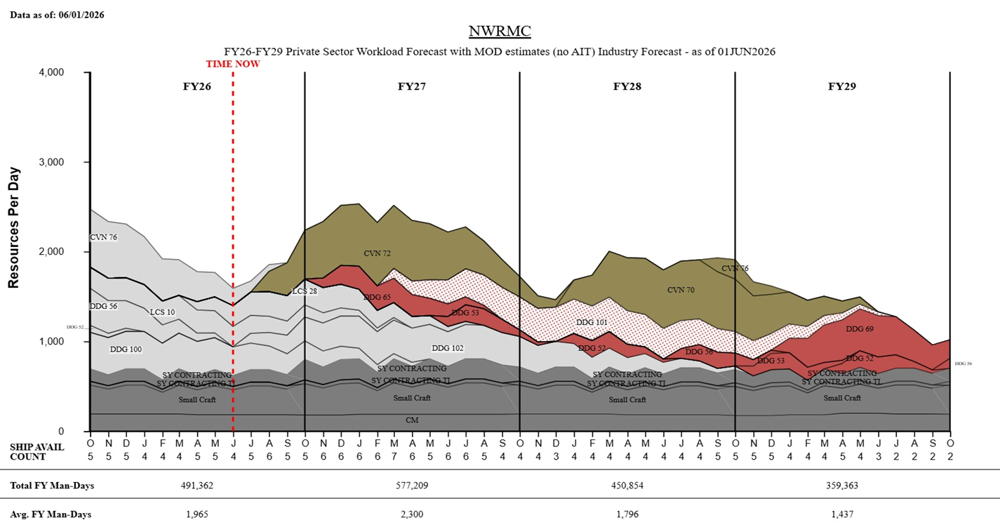 Data as of: 06/01/2026
NWRMC
FY26-FY29 Private Sector Workload Forecast with MOD estimates (no AIT) Industry Forecast - as of 01JUN2026
TIME NOW
4,000
FY26
FY27
FY28
FY29
3,000
Resources Per Day
2,000
1,000
0
CVN 76
DDG 56
LCS 10
DDG 52
DDG 100
SY CONTRACTING
SY CONTRACTING TI
Small Craft
LCS 28
CVN 72
DDG 65
DDG 53
DDG 102
SY CONTRACTING
SY CONTRACTING TI
Small Craft
CM
CVN 76
CVN 70
DDG 101
DDG 52
DDG 56
SY CONTRACTING
SY CONTRACTING TI
Small Craft
DDG 69
DDG 53
DDG 52
DDG 56
SY CONTRACTING
SY CONTRACTING TI
Small Craft
O N D J F M A M J J A S O N D J F M A M J J A S O N D J F M A M J J A S O N D J F M A M J J A S O
SHIP AVAIL COUNT
5 5 5 4 4 4 5 5 4 5 6 5 5 6 6 6 6 7 6 6 6 6 5 4 4 4 3 4 4 4 4 4 4 4 4 5 5 5 5 4 4 4 5 4 3 2 2 2 2
Total FY Man-Days 491,362 577,209 450,854 359,363
Avg. FY Man-Days 1,965 2,300 1,796 1,437